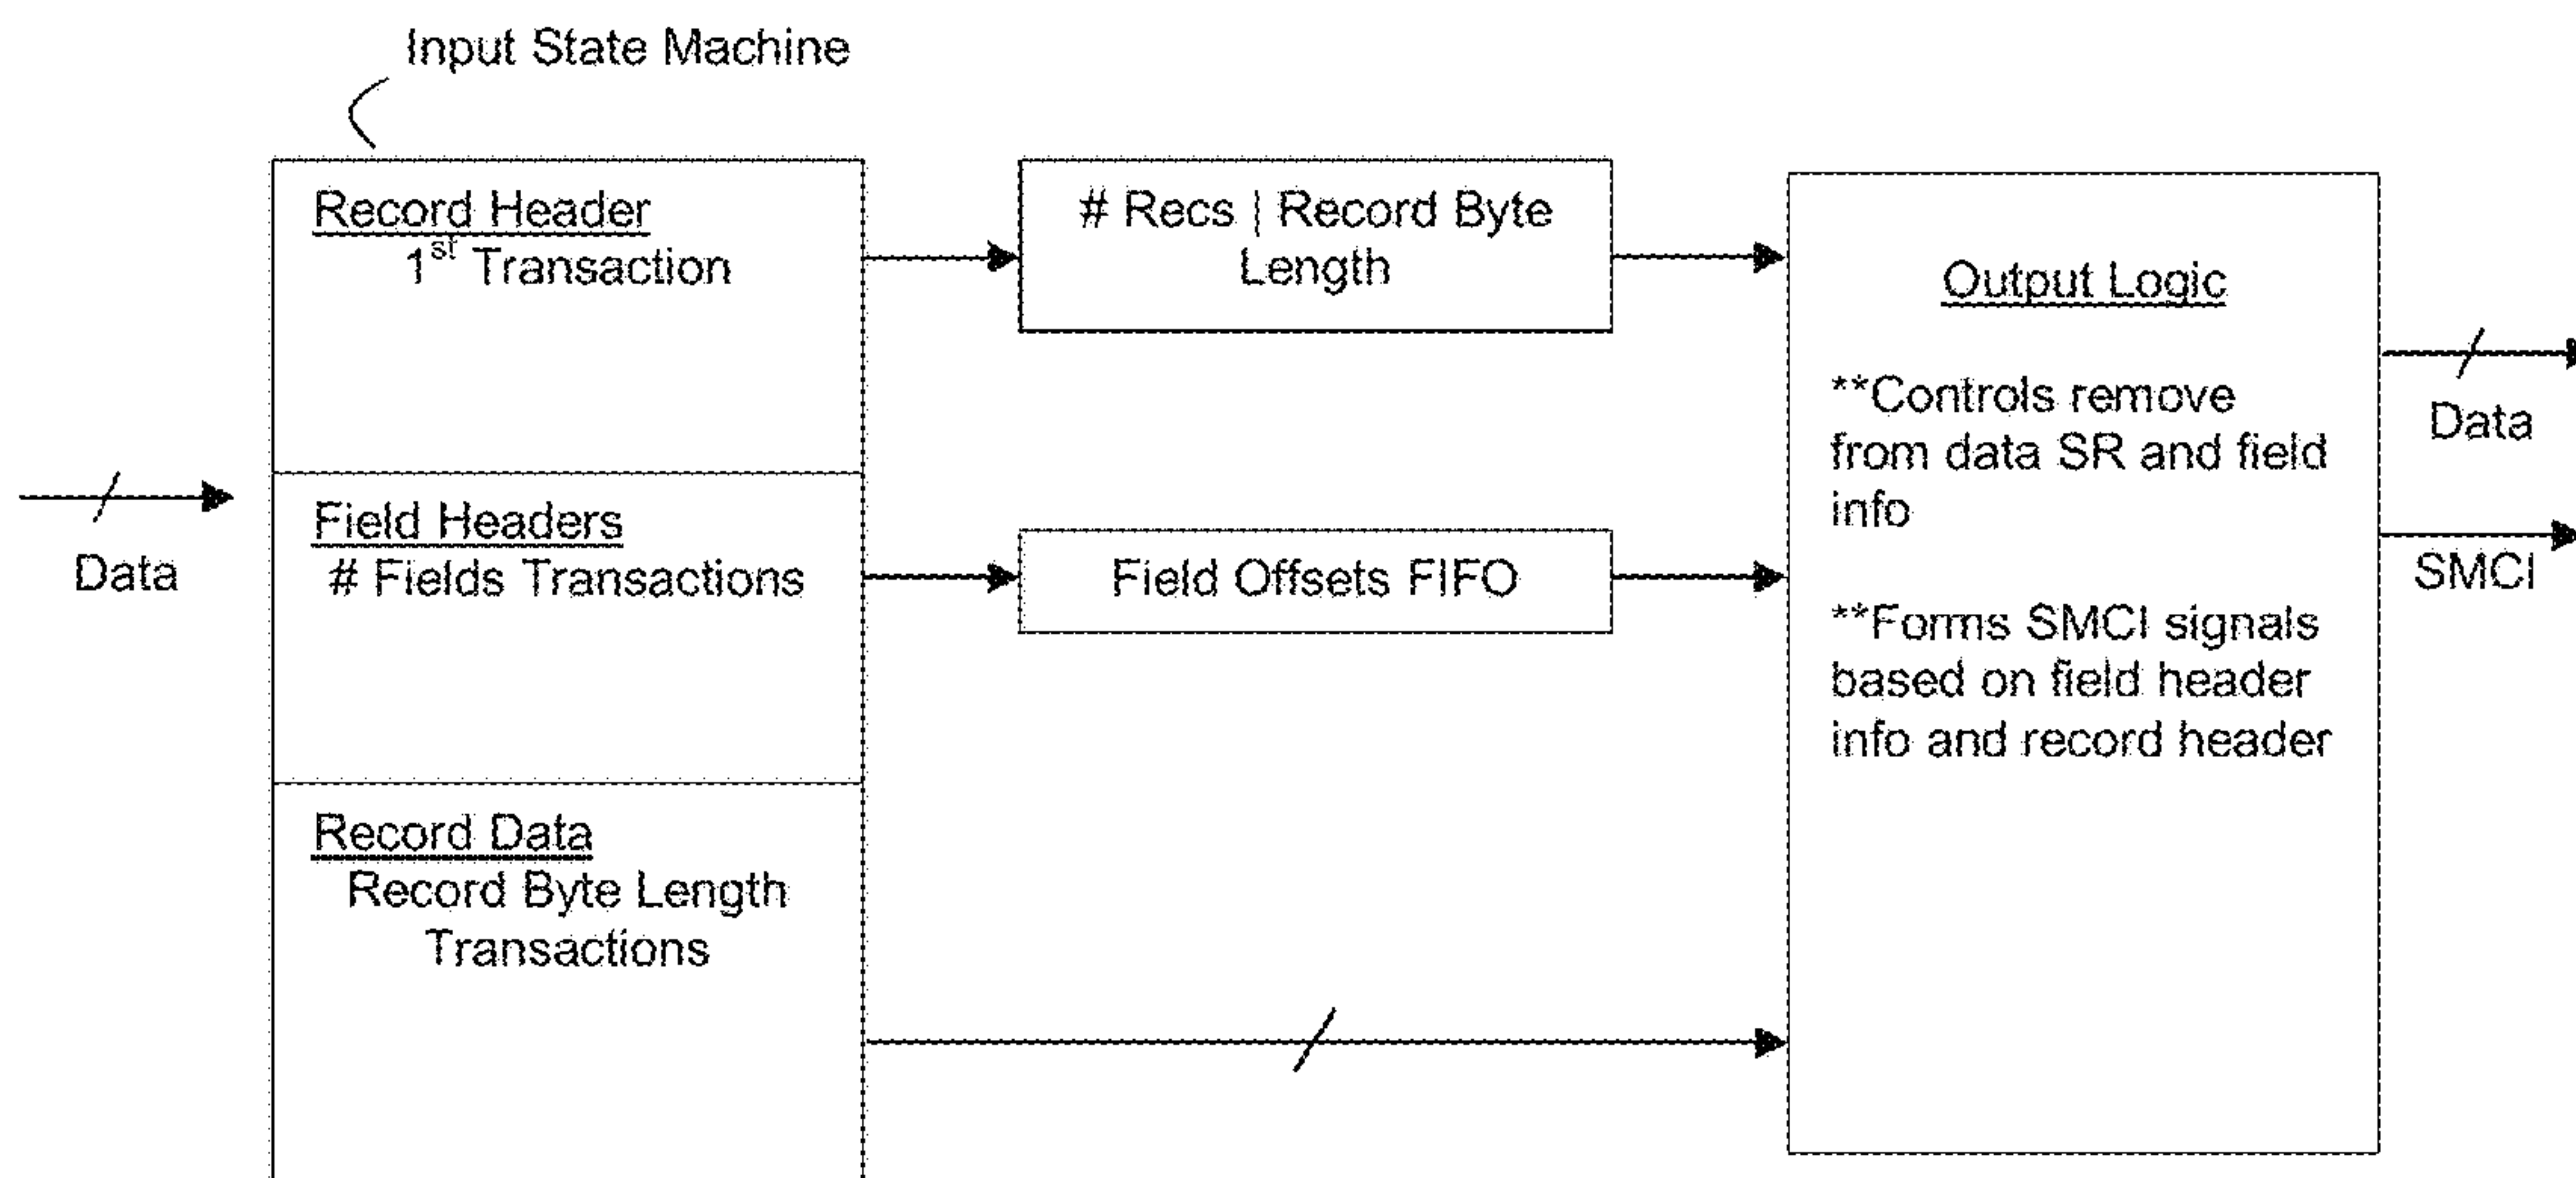 Input State Machine
Record Header
1st Transaction
# Recs | Record Byte
Length
Output Logic
**Controls remove
from data SR and field
info
**Forms SMCI signals
based on field header
info and record header
Data
SMCI
Data
Field Headers
# Fields Transactions
Field Offsets FIFO
Record Data
Record Byte Length
Transactions